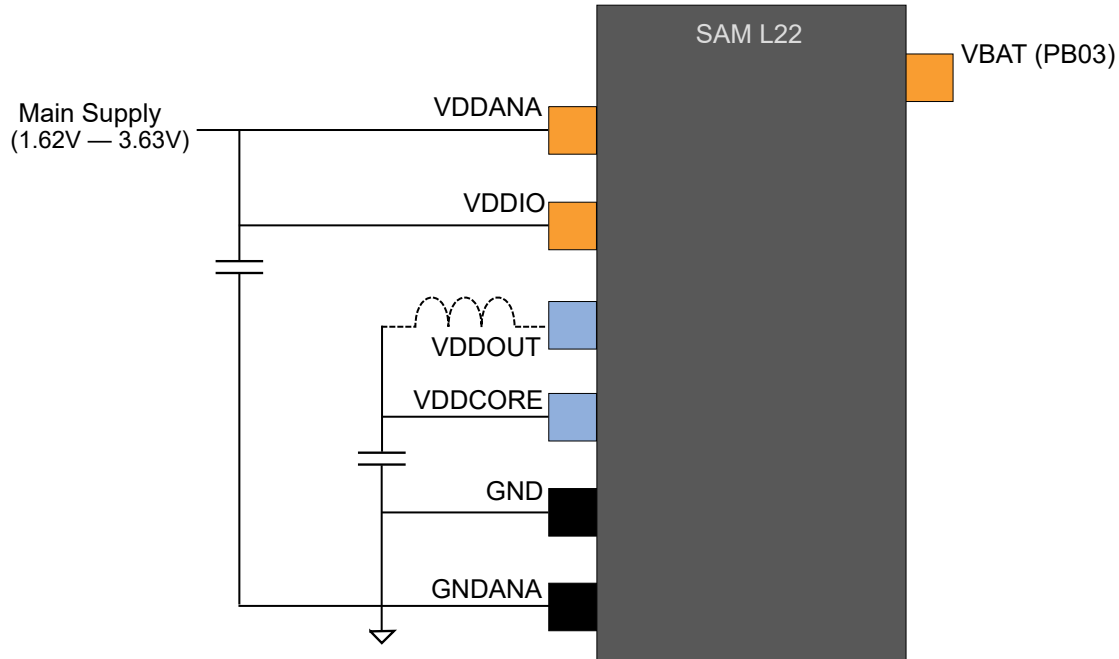 SAM L22
VBAT (PB03)
VDDANA
Main Supply
(1.62V — 3.63V)
VDDIO
VDDOUT
VDDCORE
GND
GNDANA